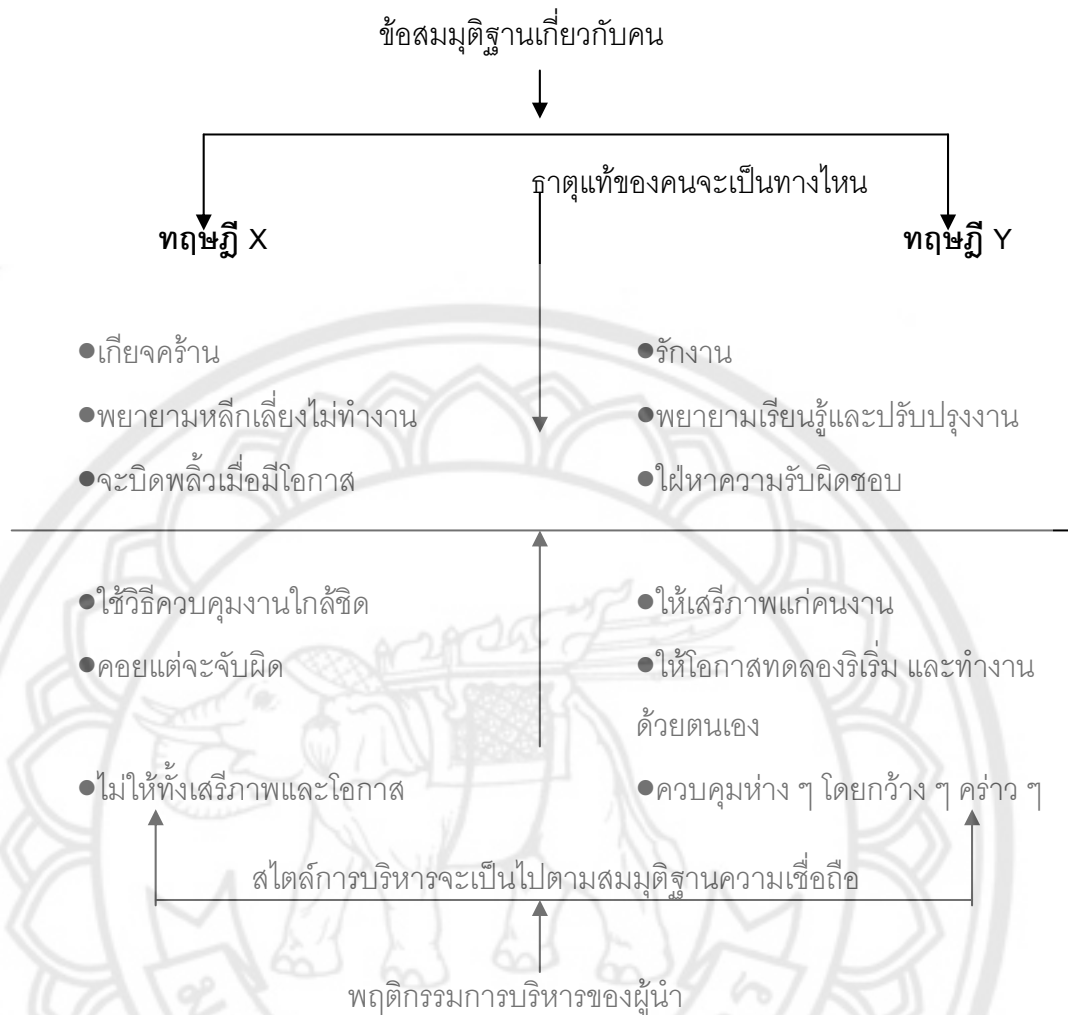 ข้อสมมุติฐานเกี่ยวกับคน
ธาตุแท้ของคนจะเป็นทางไหน
ทฤษฎี X
ทฤษฎี Y
●เกียจคร้าน
●รักงาน
●พยายามหลีกเลี่ยงไม่ทำงาน
●พยายามเรียนรู้และปรับปรุงงาน
●จะบิดพลิ้วเมื่อมีโอกาส
●ใฝ่หาความรับผิดชอบ
●ใช้วิธีควบคุมงานใกล้ชิด
●ให้เสรีภาพแก่คนงาน
●คอยแต่จะจับผิด
●ให้โอกาสทดลองริเริ่ม และทำงาน
ด้วยตนเอง
●ไม่ให้ทั้งเสรีภาพและโอกาส
●ควบคุมห่าง ๆ โดยกว้าง ๆ คร่าว ๆ
สไตล์การบริหารจะเป็นไปตามสมมุติฐานความเชื่อถือ
พฤติกรรมการบริหารของผู้นำ